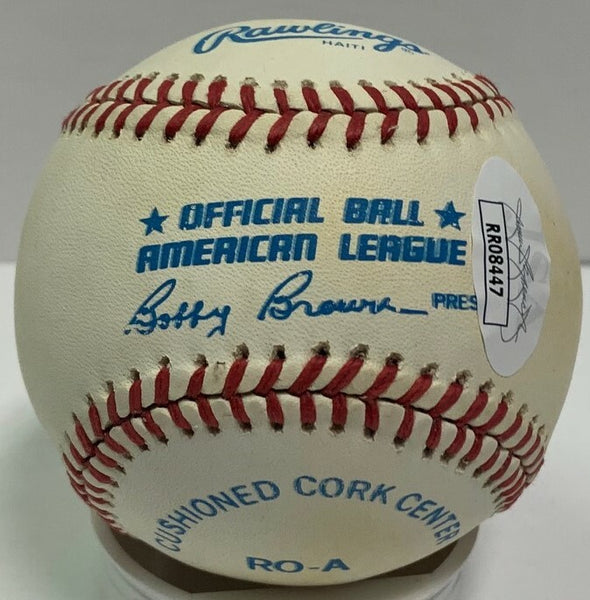 Rawlings
HAITI
★ OFFICIAL BALL ★
AMERICAN LEAGUE
Bobby Brown PRES
RR08447
CUSHIONED CORK CENTER
RO-A